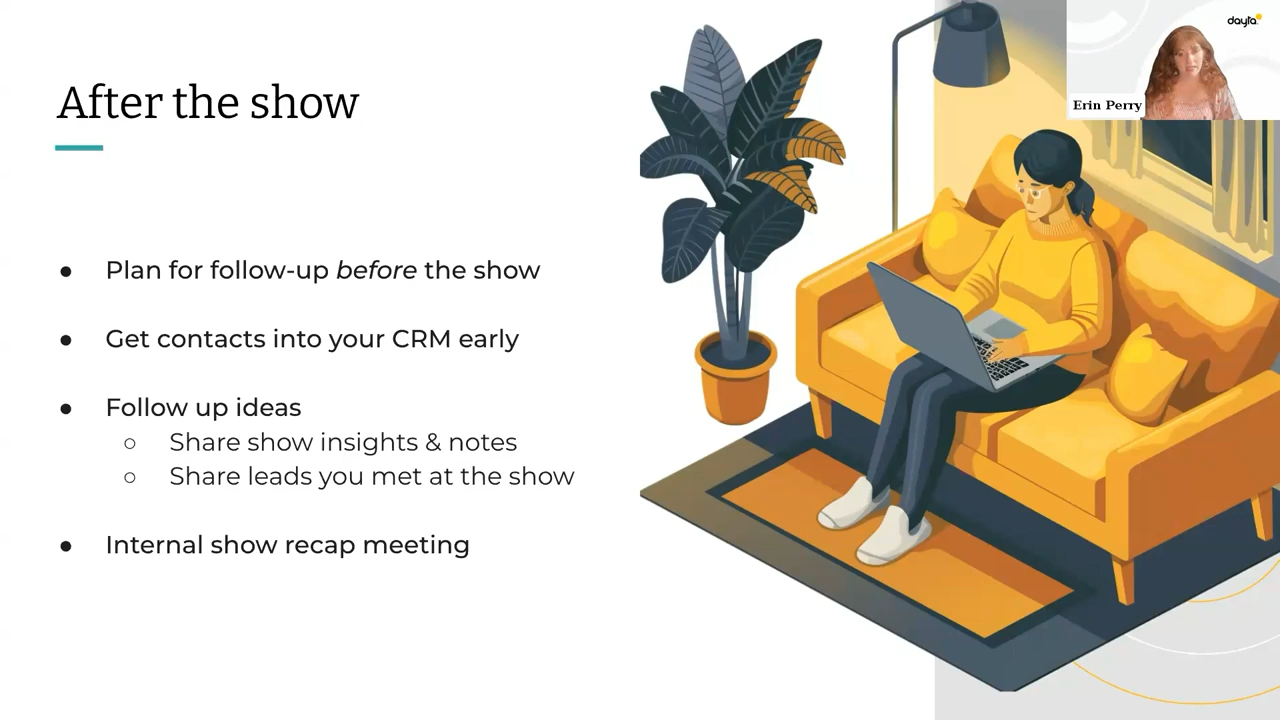 dayta
Erin Perry
After the show
● Plan for follow-up before the show
● Get contacts into your CRM early
● Follow up ideas
○ Share show insights & notes
○ Share leads you met at the show
● Internal show recap meeting